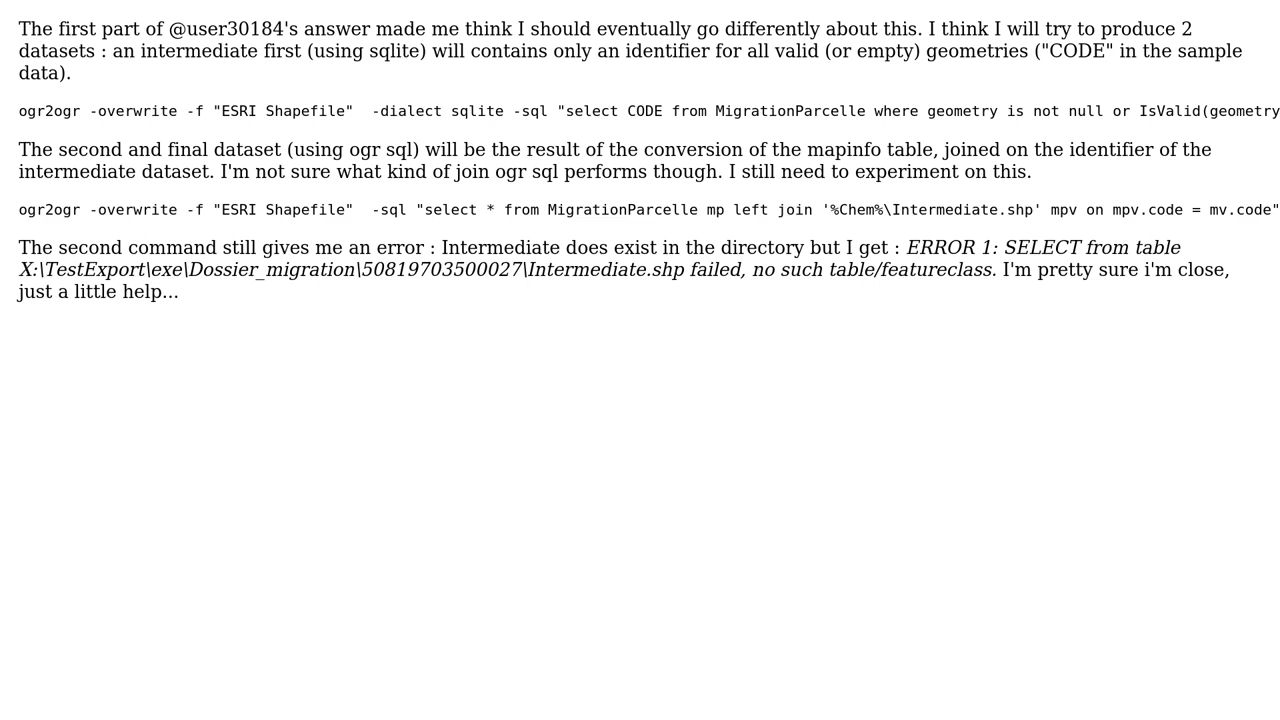 The first part of @user30184's answer made me think I should eventually go differently about this. I think I will try to produce 2
datasets : an intermediate first (using sqlite) will contains only an identifier for all valid (or empty) geometries ("CODE" in the sample
data).
ogr2ogr -overwrite -f "ESRI Shapefile"  -dialect sqlite -sql "select CODE from MigrationParcelle where geometry is not null or IsValid(geometry
The second and final dataset (using ogr sql) will be the result of the conversion of the mapinfo table, joined on the identifier of the
intermediate dataset. I'm not sure what kind of join ogr sql performs though. I still need to experiment on this.
ogr2ogr -overwrite -f "ESRI Shapefile"  -sql "select * from MigrationParcelle mp left join '%Chem%\Intermediate.shp' mpv on mpv.code = mv.code"
The second command still gives me an error : Intermediate does exist in the directory but I get : ERROR 1: SELECT from table
X:\TestExport\exe\Dossier_migration\50819703500027\Intermediate.shp failed, no such table/featureclass. I'm pretty sure i'm close,
just a little help...